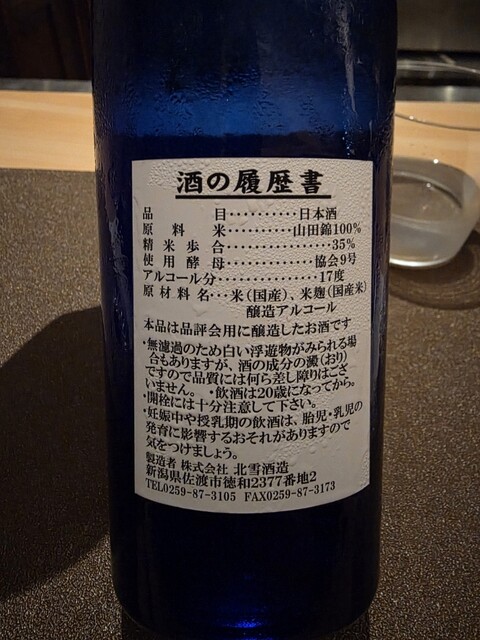 酒の履歴書
品目‥‥‥‥‥日本酒
原料米‥‥‥‥‥山田錦100%
精米歩合‥‥‥‥‥‥‥35%
使用酵母‥‥‥‥‥‥協会9号
アルコール分‥‥‥‥‥‥‥17度
原材料名‥‥米(国産)、米麹(国産米)
醸造アルコール
本品は品評会用に醸造したお酒です
・無濾過のため白い浮遊物がみられる場
合もありますが、酒の成分の澱(おり)
ですので品質には何ら差し障りはござ
いません。・飲酒は20歳になってから。
・開栓には十分注意して下さい。
・妊娠中や授乳期の飲酒は、胎児・乳児の
発育に影響するおそれがありますので
気をつけましょう。
製造者 株式会社 北雪酒造
新潟県佐渡市徳和2377番地2
TEL0259-87-3105 FAX0259-87-3173